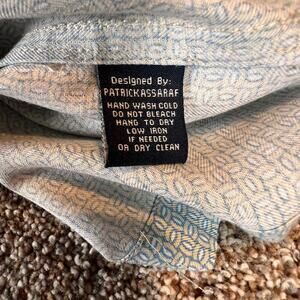 Designed By:
PATRICKASSARAF
HAND WASH COLD
DO NOT BLEACH
HANG TO DRY
LOW IRON
IF NEEDED
OR DRY CLEAN